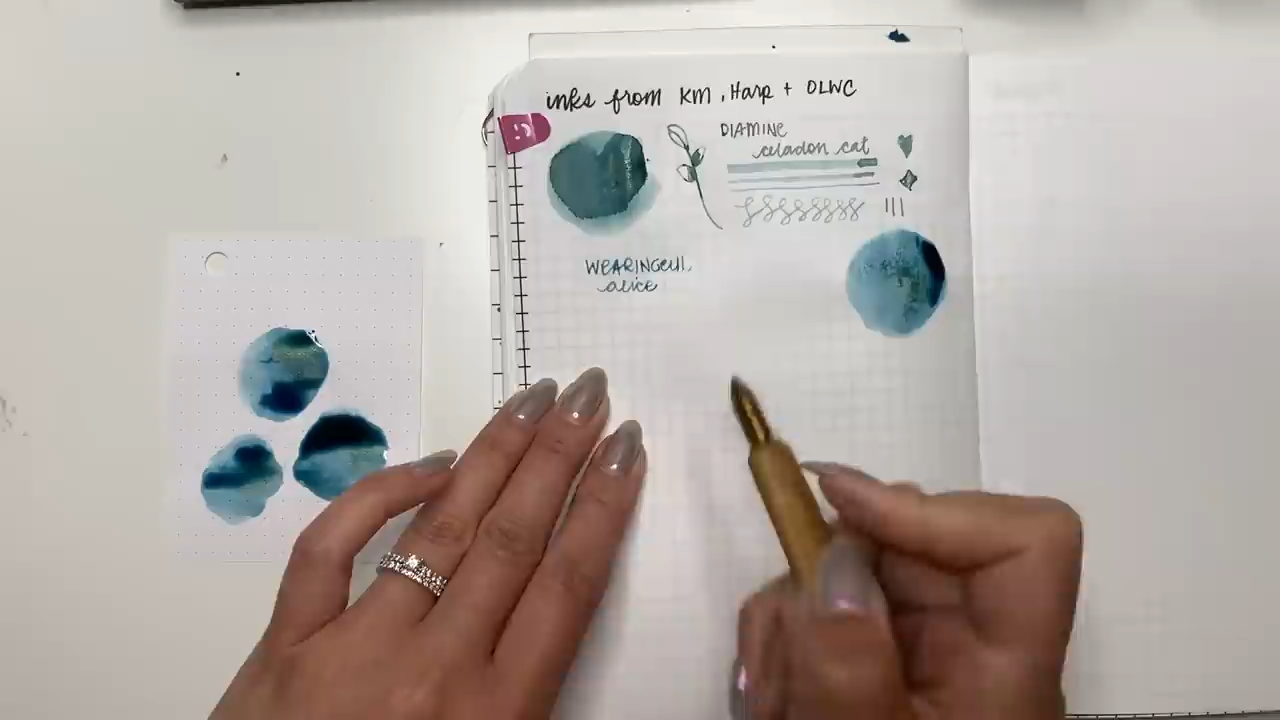 inks from KM, Harp + OLWC
DIAMINE
celadon cat
WEARINGEUL,
alice